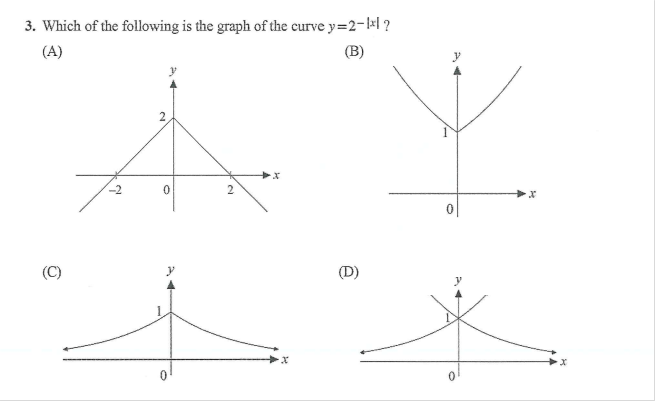 3. Which of the following is the graph of the curve y=2-|x| ?
(A)
(B)
y
2
-2
0
2
x
y
1
0
x
(C)
(D)
y
1
0
x
y
1
0
x